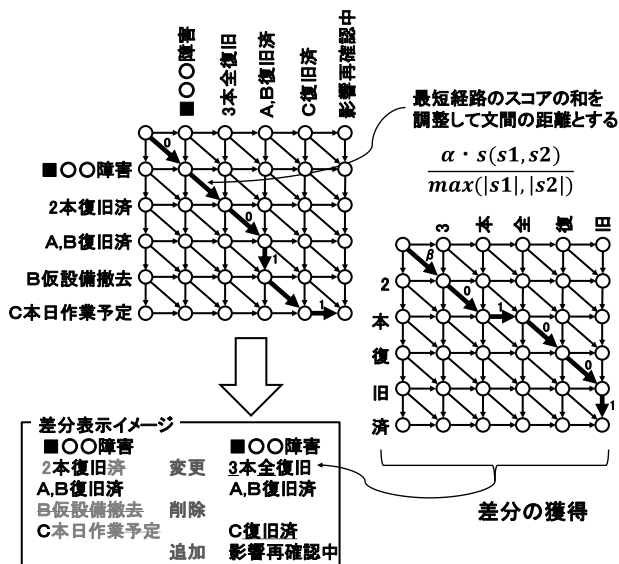 ■〇〇障害
3本全復旧
A,B復旧済
C復旧済
影響再確認中
■〇〇障害
2本復旧済
A,B復旧済
B仮設備撤去
C本日作業予定
0
0
1
1
最短経路のスコアの和を
調整して文間の距離とする
α・s(s1,s2)
max(|s1|,|s2|)
3
本
全
復
旧
2
本
復
旧
済
β
0
1
0
0
1
差分の獲得
差分表示イメージ
■〇〇障害 ■〇〇障害
2本復旧済 変更 3本全復旧
A,B復旧済 A,B復旧済
B仮設備撤去 削除
C本日作業予定 C復旧済
追加 影響再確認中